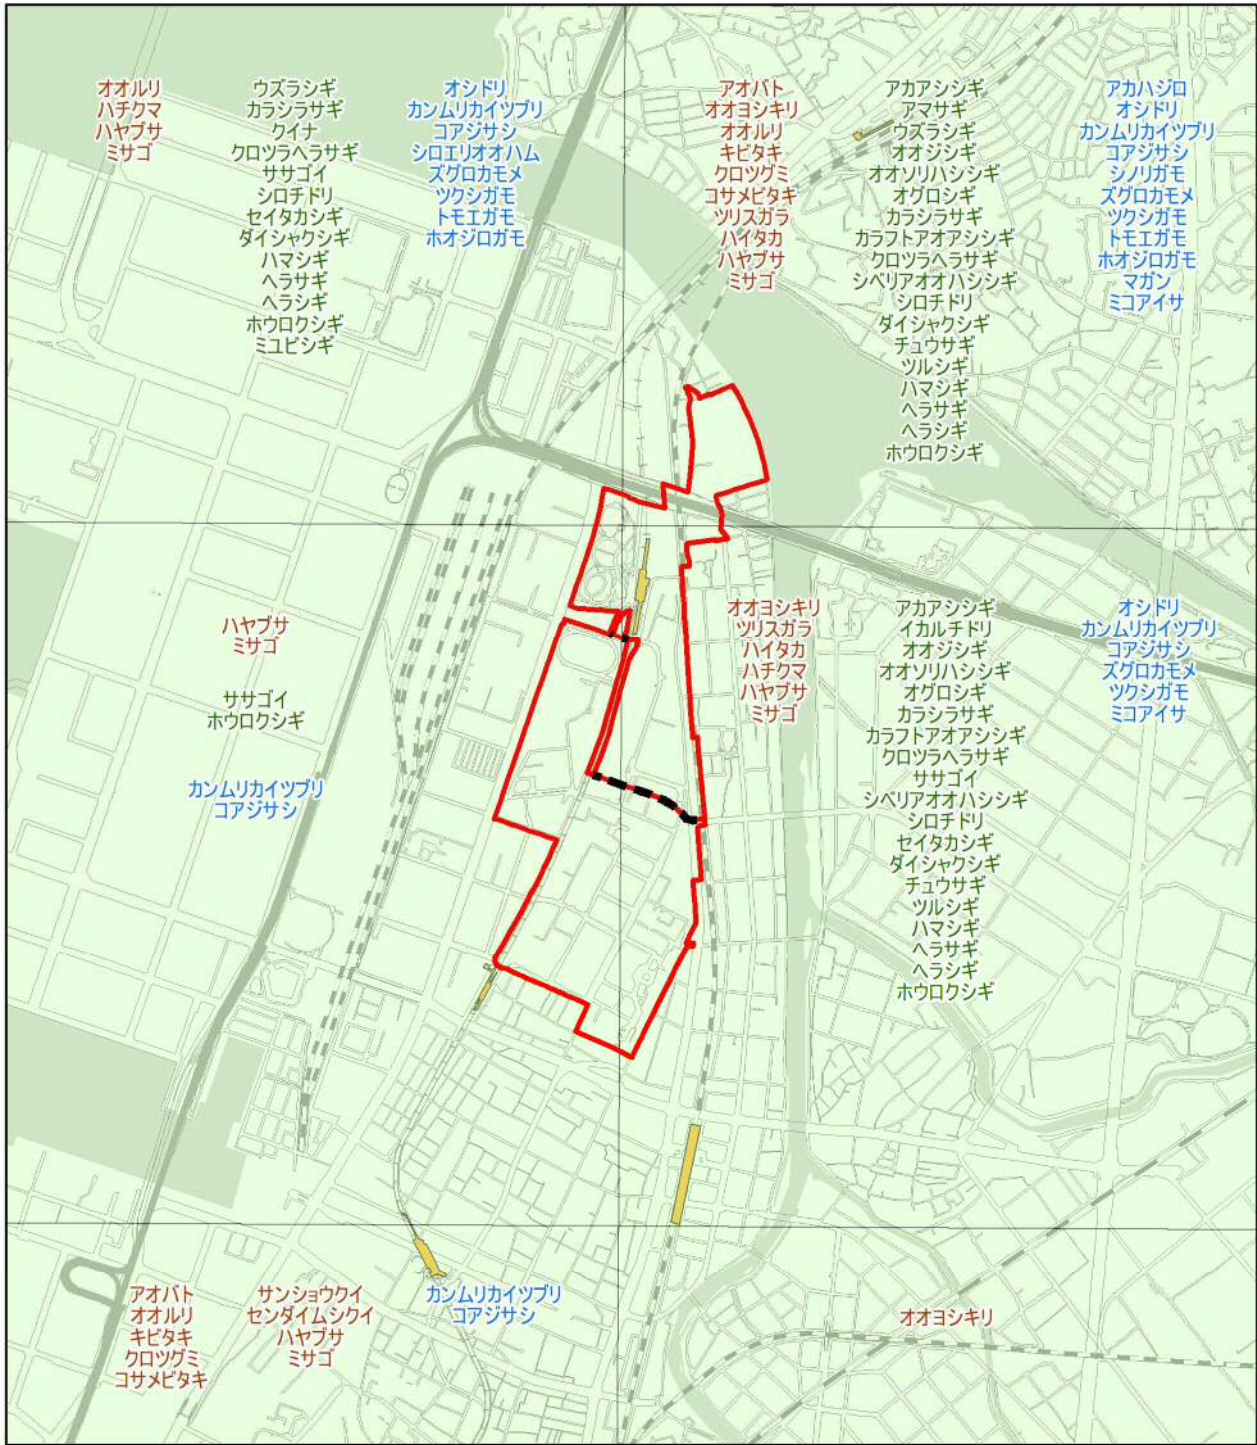 オオルリ
ハチクマ
ハヤブサ
ミサゴ
ウズラシギ
カラシラサギ
クイナ
クロツラヘラサギ
ササゴイ
シロチドリ
セイタカシギ
ダイシャクシギ
ハマシギ
ヘラサギ
ヘラシギ
ホウロクシギ
ミユビシギ
オシドリ
カンムリカイツブリ
コアジサシ
シロエリオオハム
ズグロカモメ
ツクシガモ
トモエガモ
ホオジロガモ
アオバト
オオヨシキリ
オオルリ
キビタキ
クロツグミ
コサメビタキ
ツリスガラ
ハイタカ
ハヤブサ
ミサゴ
アカアシシギ
アマサギ
ウズラシギ
オオジシギ
オオソリハシシギ
オグロシギ
カラシラサギ
カラフトアオアシシギ
クロツラヘラサギ
シベリアオオハシシギ
シロチドリ
ダイシャクシギ
チュウサギ
ツルシギ
ハマシギ
ヘラサギ
ヘラシギ
ホウロクシギ
アカハジロ
オシドリ
カンムリカイツブリ
コアジサシ
シノリガモ
ズグロカモメ
ツクシガモ
トモエガモ
ホオジロガモ
マガン
ミコアイサ
ハヤブサ
ミサゴ
ササゴイ
ホウロクシギ
カンムリカイツブリ
コアジサシ
オオヨシキリ
ツリスガラ
ハイタカ
ハチクマ
ハヤブサ
ミサゴ
アカアシシギ
イカルチドリ
オオジシギ
オオソリハシシギ
オグロシギ
カラシラサギ
カラフトアオアシシギ
クロツラヘラサギ
ササゴイ
シベリアオオハシシギ
シロチドリ
セイタカシギ
ダイシャクシギ
チュウサギ
ツルシギ
ハマシギ
ヘラサギ
ヘラシギ
ホウロクシギ
オシドリ
カンムリカイツブリ
コアジサシ
ズグロカモメ
ツクシガモ
ミコアイサ
アオバト
オオルリ
キビタキ
クロツグミ
コサメビタキ
サンショウクイ
センダイムシクイ
ハヤブサ
ミサゴ
カンムリカイツブリ
コアジサシ
オオヨシキリ